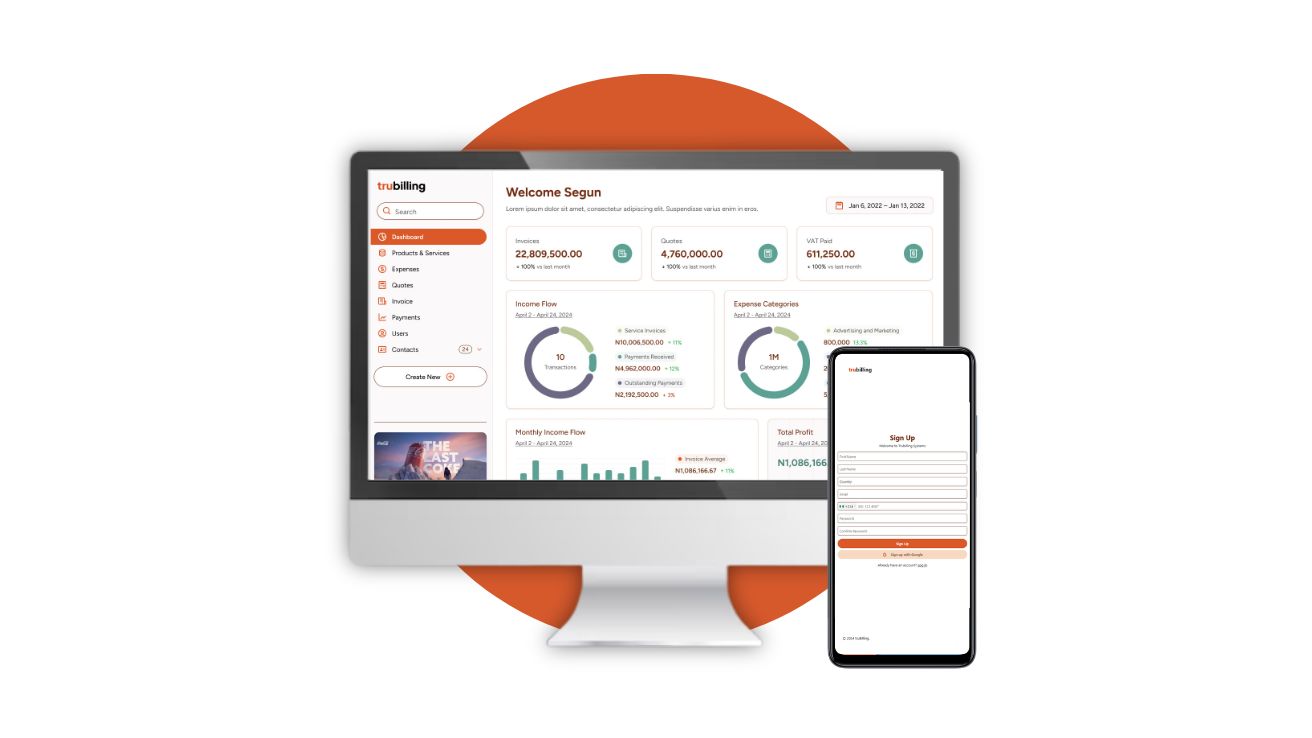 trubilling
Search
Dashboard
Products & Services
Expenses
Quotes
Invoice
Payments
Users
Contacts 24
Create New
THE
LAST
Welcome Segun
Lorem ipsum dolor sit amet, consectetur adipiscing elit. Suspendisse varius enim in eros.
Jan 6, 2022 – Jan 13, 2022
Invoices
22,809,500.00
+ 100% vs last month
Quotes
4,760,000.00
+ 100% vs last month
VAT Paid
611,250.00
+ 100% vs last month
Income Flow
April 2 - April 24, 2024
10
Transactions
Service Invoices
N10,006,500.00 + 11%
Payments Received
N4,962,000.00 + 12%
Outstanding Payments
N2,192,500.00 + 2%
Expense Categories
April 2 - April 24, 2024
1M
Categories
Advertising and Marketing
800,000 13.3%
Monthly Income Flow
April 2 - April 24, 2024
Invoice Average
N1,086,166.67 + 11%
Total Profit
April 2 - April 24, 20
N1,086,166
trubilling
Sign Up
Welcome to Trubilling System
First Name
Last Name
Country
Email
Password
Confirm Password
Sign Up
Sign up with Google
Already have an account? Log in
© 2024 TruBilling.